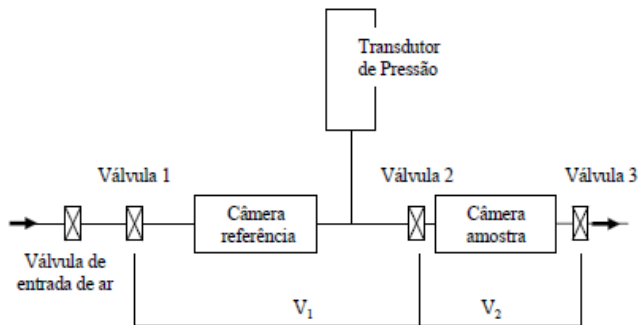 Transdutor
de Pressão
Válvula 1
Válvula 2
Válvula 3
Câmera
referência
Câmera
amostra
Válvula de
entrada de ar
V₁
V₂